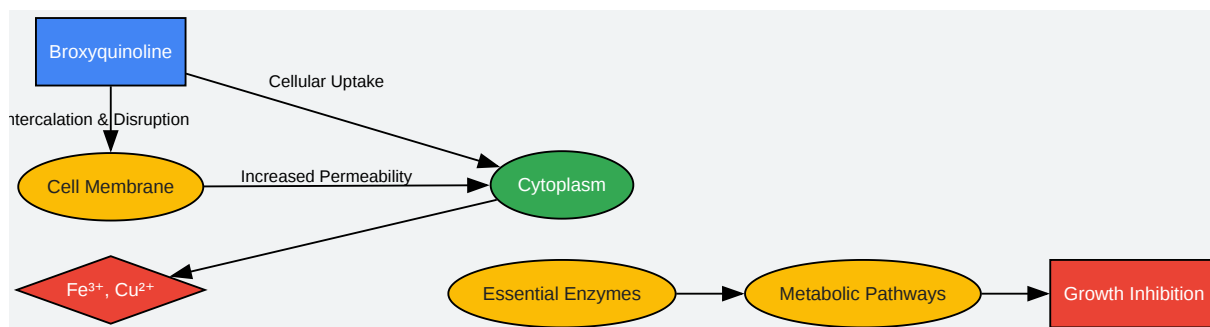 Broxyquinoline
Cellular Uptake
ntercalation & Disruption
Cell Membrane
Increased Permeability
Cytoplasm
Fe³⁺, Cu²⁺
Essential Enzymes
Metabolic Pathways
Growth Inhibition